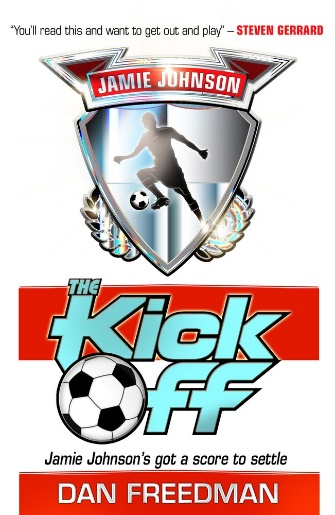 "You'll read this and want to get out and play" – STEVEN GERRARD
JAMIE JOHNSON
THE
Kick
off
Jamie Johnson's got a score to settle
DAN FREEDMAN